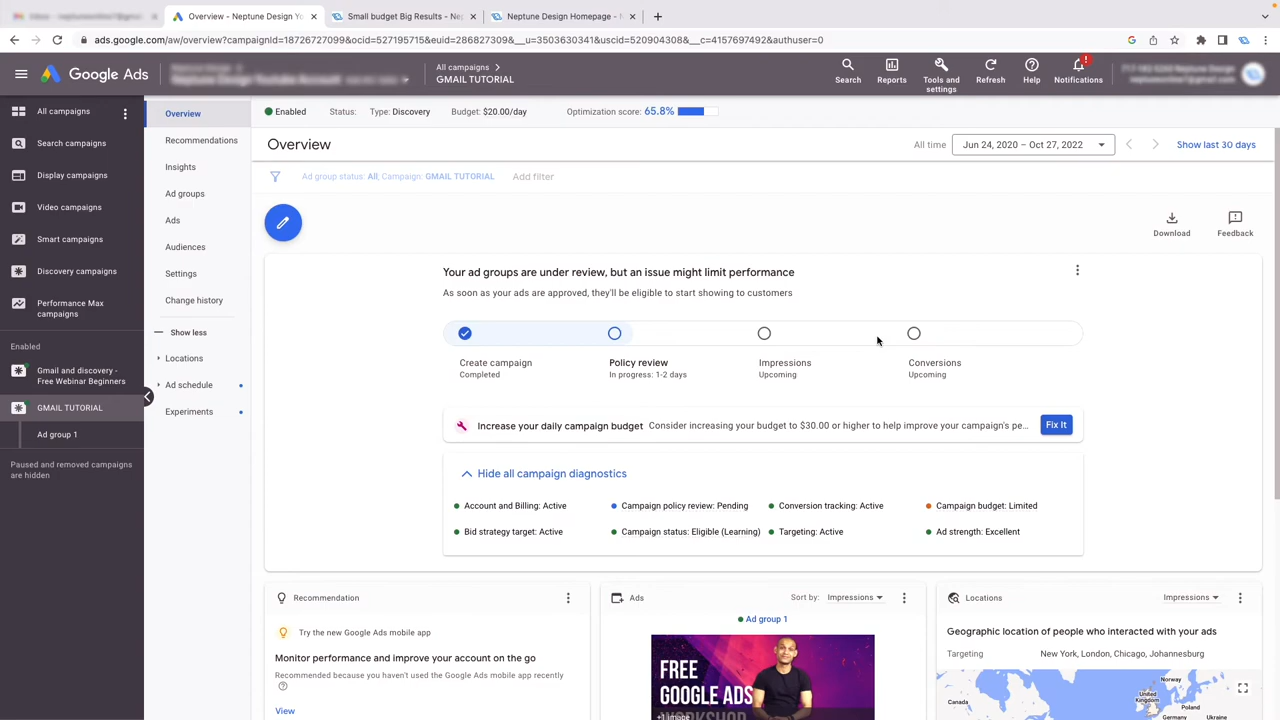 Overview - Neptune Design Yo
Small budget Big Results - Ne
Neptune Design Homepage - N
ads.google.com/aw/overview?campaignId=18726727099&ocid=527195715&euid=286827309&__u=3503630341&uscid=520904308&__c=4157697492&authuser=0
Google Ads
All campaigns
GMAIL TUTORIAL
Search
Reports
Tools and
settings
Refresh
Help
Notifications
All campaigns
Search campaigns
Display campaigns
Video campaigns
Smart campaigns
Discovery campaigns
Performance Max
campaigns
Enabled
Gmail and discovery -
Free Webinar Beginners
GMAIL TUTORIAL
Ad group 1
Paused and removed campaigns
are hidden
Overview
Recommendations
Insights
Ad groups
Ads
Audiences
Settings
Change history
Show less
Locations
Ad schedule
Experiments
Enabled Status: Type: Discovery Budget: $20.00/day Optimization score: 65.8%
Overview
All time Jun 24, 2020 – Oct 27, 2022 Show last 30 days
Ad group status: All; Campaign: GMAIL TUTORIAL Add filter
Download
Feedback
Your ad groups are under review, but an issue might limit performance
As soon as your ads are approved, they'll be eligible to start showing to customers
Create campaign
Completed
Policy review
In progress: 1-2 days
Impressions
Upcoming
Conversions
Upcoming
Increase your daily campaign budget Consider increasing your budget to $30.00 or higher to help improve your campaign's pe... Fix It
Hide all campaign diagnostics
Account and Billing: Active Campaign policy review: Pending Conversion tracking: Active Campaign budget: Limited
Bid strategy target: Active Campaign status: Eligible (Learning) Targeting: Active Ad strength: Excellent
Recommendation
Try the new Google Ads mobile app
Monitor performance and improve your account on the go
Recommended because you haven't used the Google Ads mobile app recently
View
Ads Sort by: Impressions
Ad group 1
FREE
GOOGLE ADS
WORKSHOP
+1 image
Locations Impressions
Geographic location of people who interacted with your ads
Targeting New York, London, Chicago, Johannesburg
Canada
Norway
United
Kingdom
Poland
Germany
Ukraine